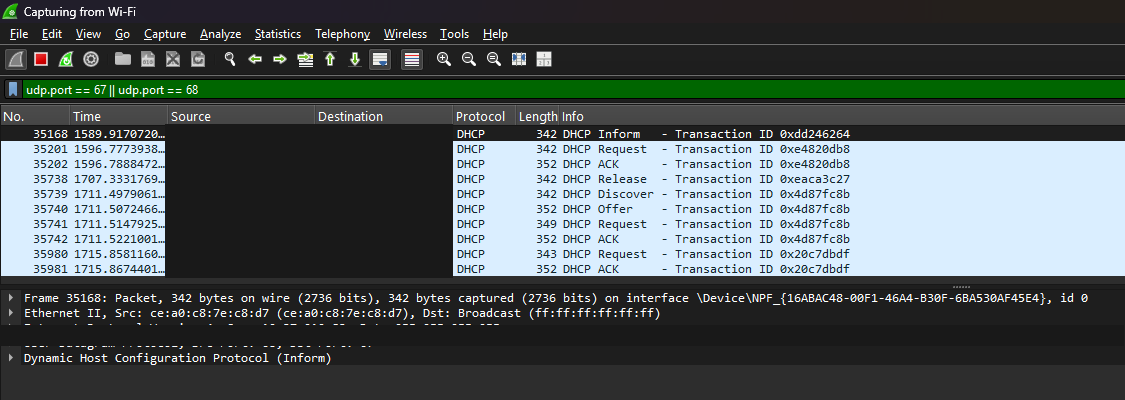 Capturing from Wi-Fi
File Edit View Go Capture Analyze Statistics Telephony Wireless Tools Help
udp.port == 67 || udp.port == 68
No. Time Source Destination Protocol Length Info
35168 1589.9170720… DHCP 342 DHCP Inform - Transaction ID 0xdd246264
35201 1596.7773938… DHCP 342 DHCP Request - Transaction ID 0xe4820db8
35202 1596.7888472… DHCP 352 DHCP ACK - Transaction ID 0xe4820db8
35738 1707.3331769… DHCP 342 DHCP Release - Transaction ID 0xeaca3c27
35739 1711.4979061… DHCP 342 DHCP Discover - Transaction ID 0x4d87fc8b
35740 1711.5072466… DHCP 352 DHCP Offer - Transaction ID 0x4d87fc8b
35741 1711.5147925… DHCP 349 DHCP Request - Transaction ID 0x4d87fc8b
35742 1711.5221001… DHCP 352 DHCP ACK - Transaction ID 0x4d87fc8b
35980 1715.8581160… DHCP 343 DHCP Request - Transaction ID 0x20c7dbdf
35981 1715.8674401… DHCP 352 DHCP ACK - Transaction ID 0x20c7dbdf
Frame 35168: Packet, 342 bytes on wire (2736 bits), 342 bytes captured (2736 bits) on interface \Device\NPF_{16ABAC48-00F1-46A4-B30F-6BA530AF45E4}, id 0
Ethernet II, Src: ce:a0:c8:7e:c8:d7 (ce:a0:c8:7e:c8:d7), Dst: Broadcast (ff:ff:ff:ff:ff:ff)
Dynamic Host Configuration Protocol (Inform)